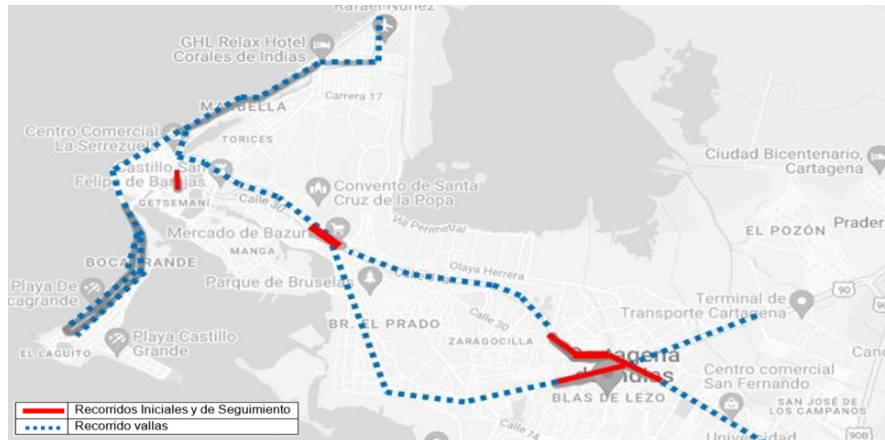 Rafael Núñez
GHL Relax Hotel
Corales de Indias
Carrera 17
MARBELLA
Centro Comercial
La Serrezuela
TORICES
Castillo San
Felipe de Barajas
Ciudad Bicentenario,
Cartagena
GETSEMANÍ
Calle 30
Convento de Santa
Cruz de la Popa
Prader
Mercado de Bazur
Vía Perimetral
EL POZÓN
MANGA
BOCAGRANDE
Olaya Herrera
90
Playa De
cagrande
Parque de Bruselas
Terminal de
Transporte Cartagena
BR. EL PRADO
Calle 30
Playa Castillo
Grande
ZARAGOCILLA
EL LAGUITO
Cartagena
de Indias
Centro comercial
San Fernando
BLAS DE LEZO
SAN JOSÉ DE
LOS CAMPANOS
Recorridos Iniciales y de Seguimiento
Recorrido vallas
Calle 74
Universidad
90B